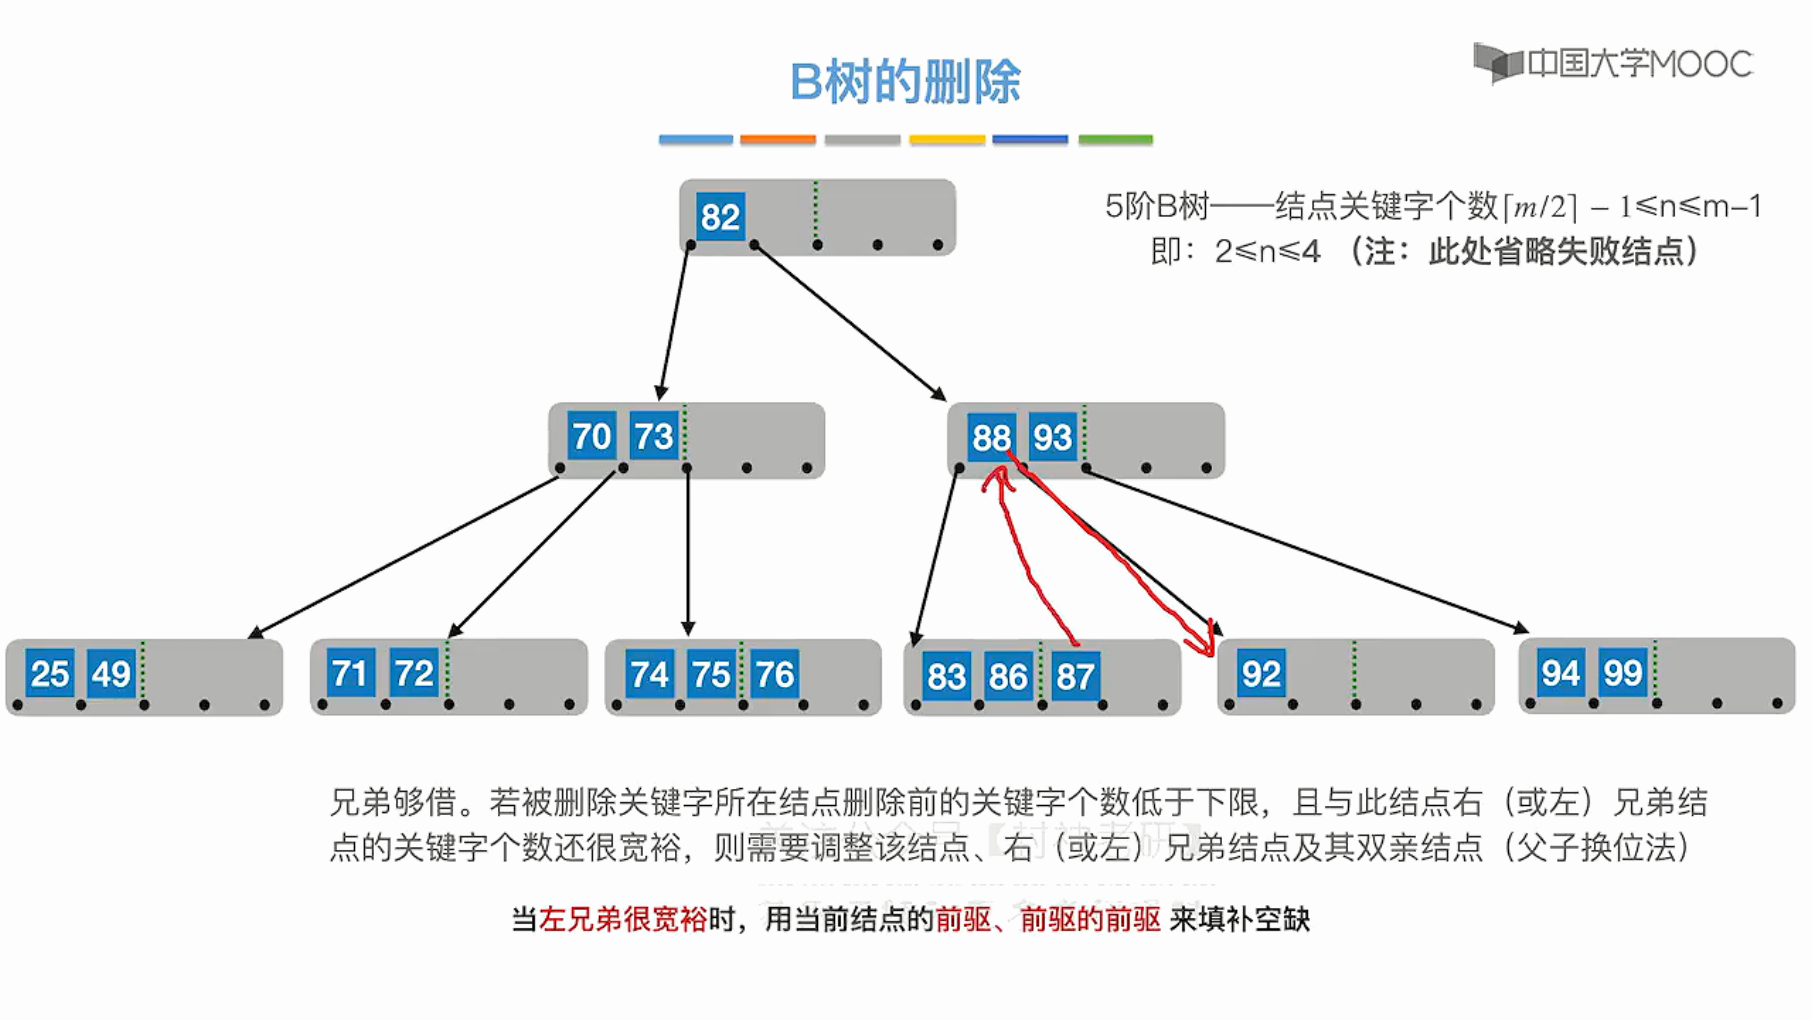 中国大学MOOC
B树的删除
82
5阶B树——结点关键字个数⌈m/2⌉ − 1≤n≤m–1
即：2≤n≤4 （注：此处省略失败结点）
70 73
88 93
25 49
71 72
74 75 76
83 86 87
92
94 99
兄弟够借。若被删除关键字所在结点删除前的关键字个数低于下限，且与此结点右（或左）兄弟结
点的关键字个数还很宽裕，则需要调整该结点、右（或左）兄弟结点及其双亲结点（父子换位法）
当左兄弟很宽裕时，用当前结点的前驱、前驱的前驱 来填补空缺